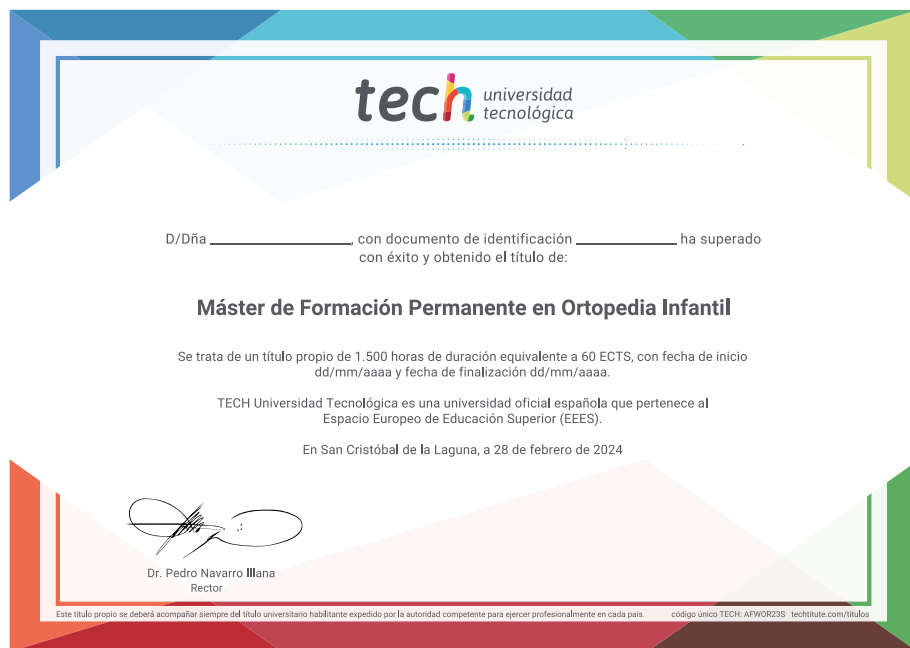 tech universidad
tecnológica
D/Dña ______________, con documento de identificación __________ ha superado
con éxito y obtenido el título de:
Máster de Formación Permanente en Ortopedia Infantil
Se trata de un título propio de 1.500 horas de duración equivalente a 60 ECTS, con fecha de inicio
dd/mm/aaaa y fecha de finalización dd/mm/aaaa.
TECH Universidad Tecnológica es una universidad oficial española que pertenece al
Espacio Europeo de Educación Superior (EEES).
En San Cristóbal de la Laguna, a 28 de febrero de 2024
Dr. Pedro Navarro Illana
Rector
Este título propio se deberá acompañar siempre del título universitario habilitante expedido por la autoridad competente para ejercer profesionalmente en cada país. código único TECH: AFWOR23S techtitute.com/titulos